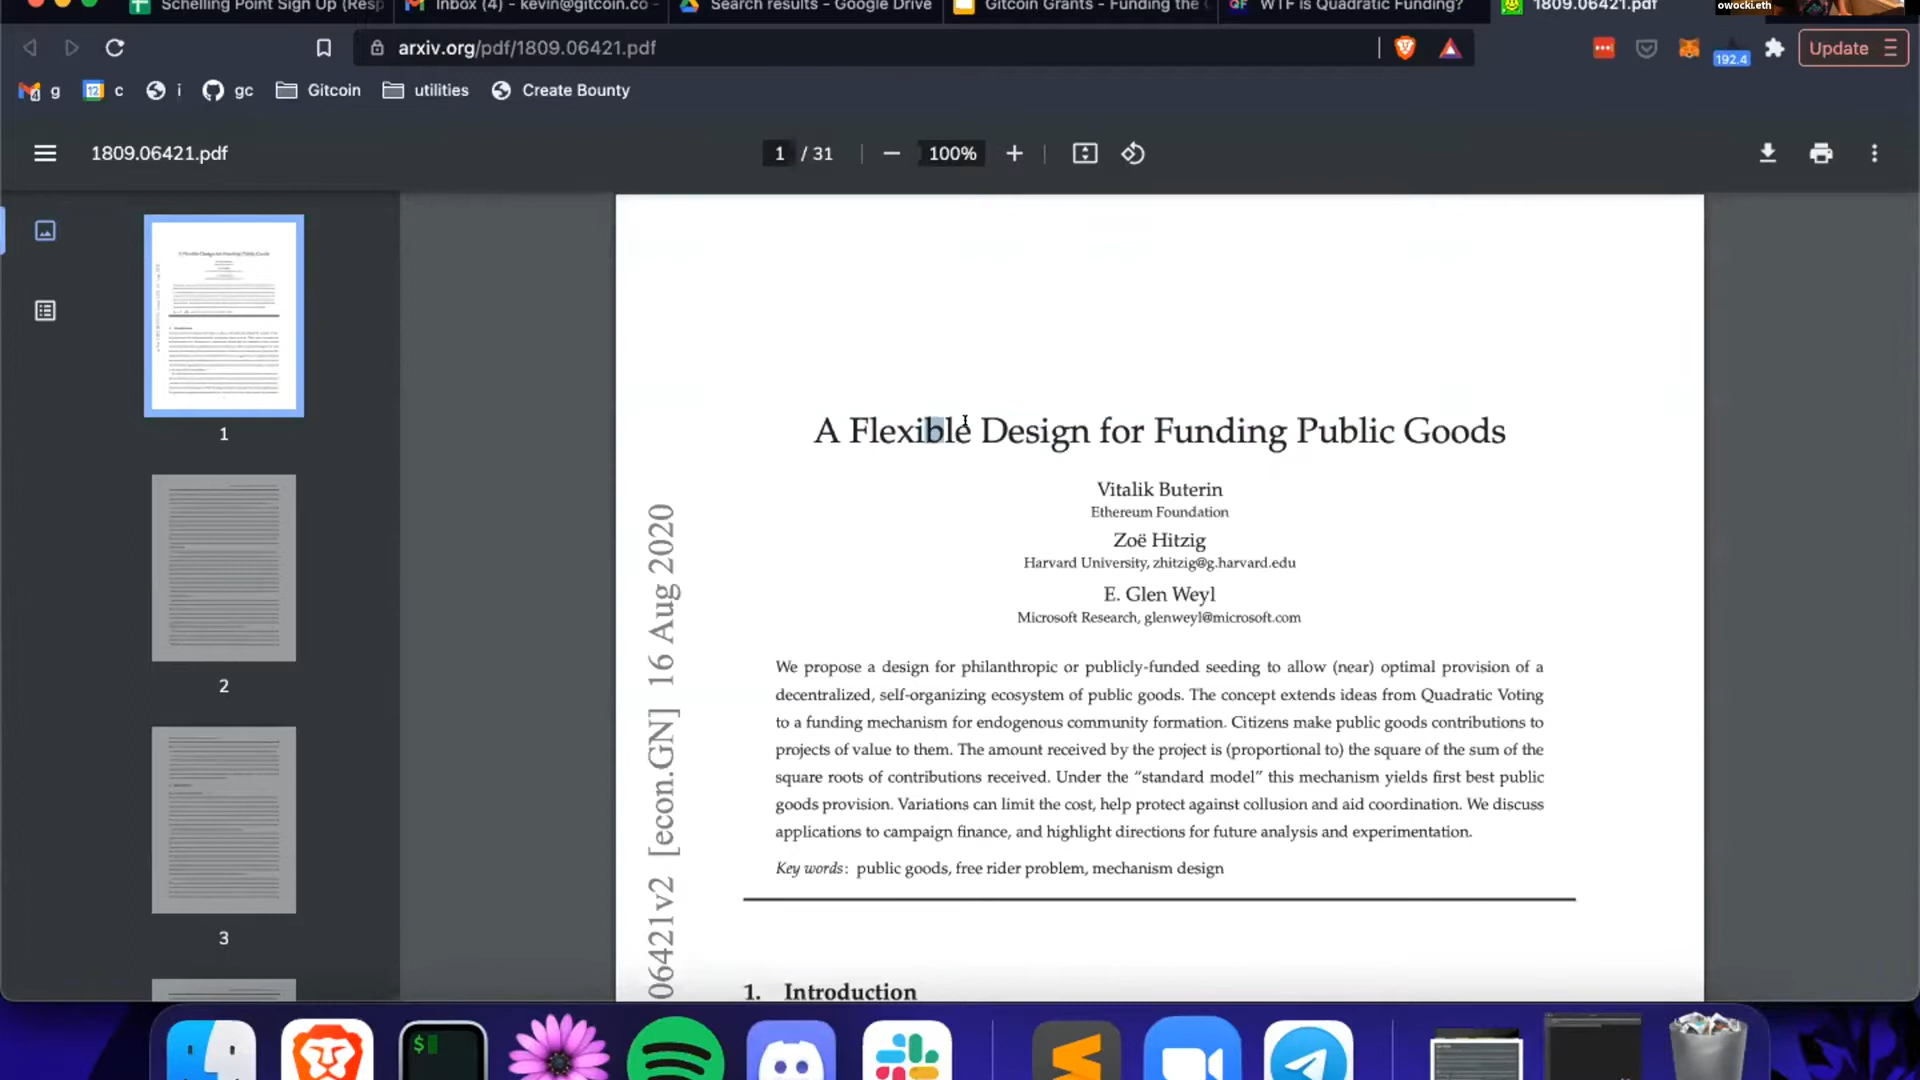 Schelling Point Sign Up (Resp
Inbox (4) - kevin@gitcoin.co -
Search results - Google Drive
Gitcoin Grants - Funding the
QF WTF is Quadratic Funding?
1809.06421.pdf
owocki.eth
arxiv.org/pdf/1809.06421.pdf
192.4
Update
g
12 c
i
gc
Gitcoin
utilities
Create Bounty
1809.06421.pdf
1 / 31
100%
1
2
3
06421v2 [econ.GN] 16 Aug 2020
A Flexible Design for Funding Public Goods
Vitalik Buterin
Ethereum Foundation
Zoë Hitzig
Harvard University, zhitzig@g.harvard.edu
E. Glen Weyl
Microsoft Research, glenweyl@microsoft.com
We propose a design for philanthropic or publicly-funded seeding to allow (near) optimal provision of a
decentralized, self-organizing ecosystem of public goods. The concept extends ideas from Quadratic Voting
to a funding mechanism for endogenous community formation. Citizens make public goods contributions to
projects of value to them. The amount received by the project is (proportional to) the square of the sum of the
square roots of contributions received. Under the “standard model” this mechanism yields first best public
goods provision. Variations can limit the cost, help protect against collusion and aid coordination. We discuss
applications to campaign finance, and highlight directions for future analysis and experimentation.
Key words: public goods, free rider problem, mechanism design
1. Introduction
$